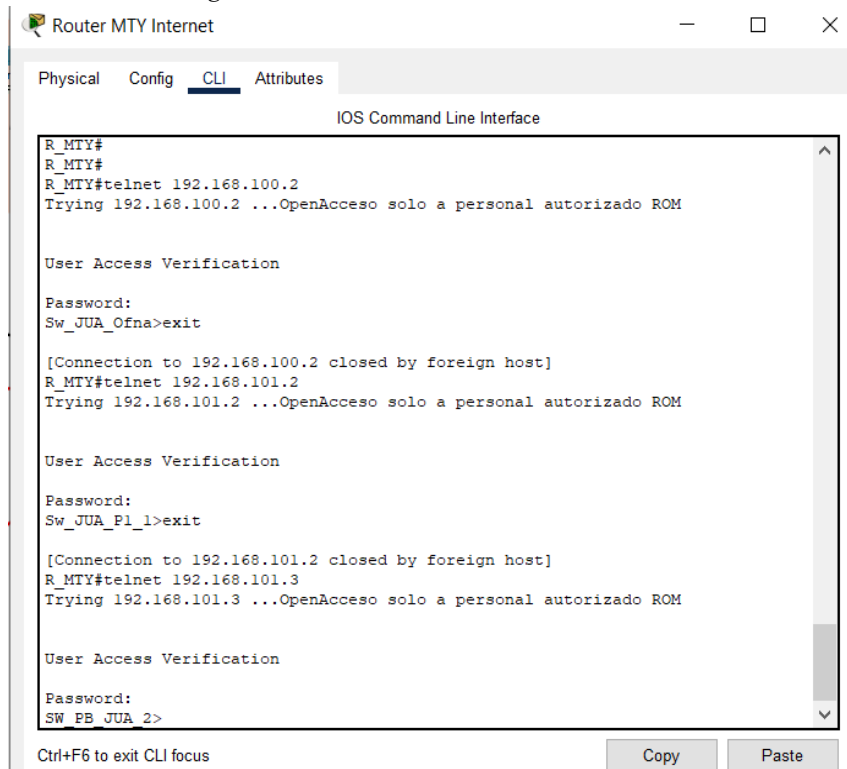 Router MTY Internet
Physical Config CLI Attributes
IOS Command Line Interface
R_MTY#
R_MTY#
R_MTY#telnet 192.168.100.2
Trying 192.168.100.2 ...OpenAcceso solo a personal autorizado ROM
User Access Verification
Password:
Sw_JUA_Ofna>exit
[Connection to 192.168.100.2 closed by foreign host]
R_MTY#telnet 192.168.101.2
Trying 192.168.101.2 ...OpenAcceso solo a personal autorizado ROM
User Access Verification
Password:
Sw_JUA_P1_1>exit
[Connection to 192.168.101.2 closed by foreign host]
R_MTY#telnet 192.168.101.3
Trying 192.168.101.3 ...OpenAcceso solo a personal autorizado ROM
User Access Verification
Password:
SW_PB_JUA_2>
Ctrl+F6 to exit CLI focus
Copy Paste